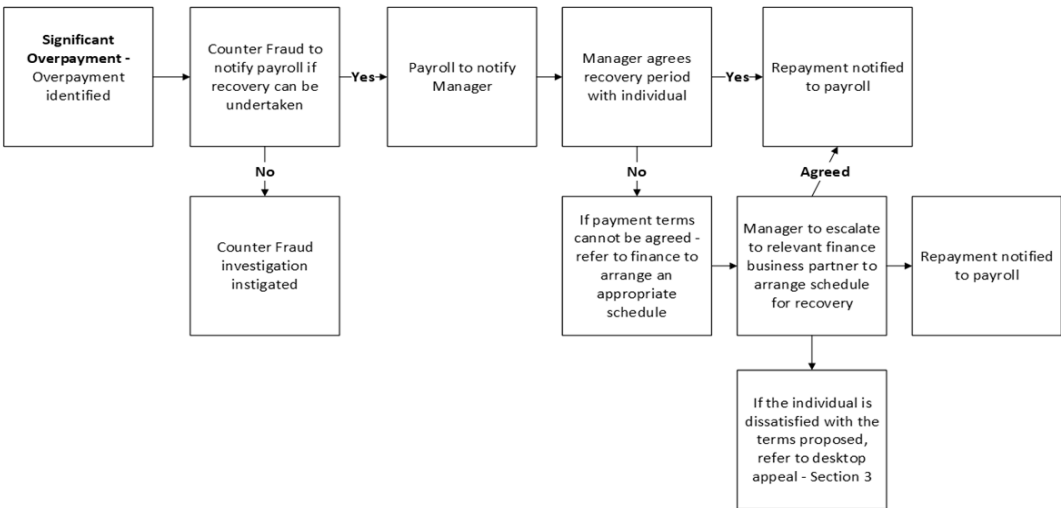 Significant
Overpayment -
Overpayment
identified
Counter Fraud to
notify payroll if
recovery can be
undertaken
Yes
Payroll to notify
Manager
Manager agrees
recovery period
with individual
Yes
Repayment notified
to payroll
No
No
Agreed
Counter Fraud
investigation
instigated
If payment terms
cannot be agreed -
refer to finance to
arrange an
appropriate
schedule
Manager to escalate
to relevant finance
business partner to
arrange schedule
for recovery
Repayment notified
to payroll
If the individual is
dissatisfied with the
terms proposed,
refer to desktop
appeal - Section 3